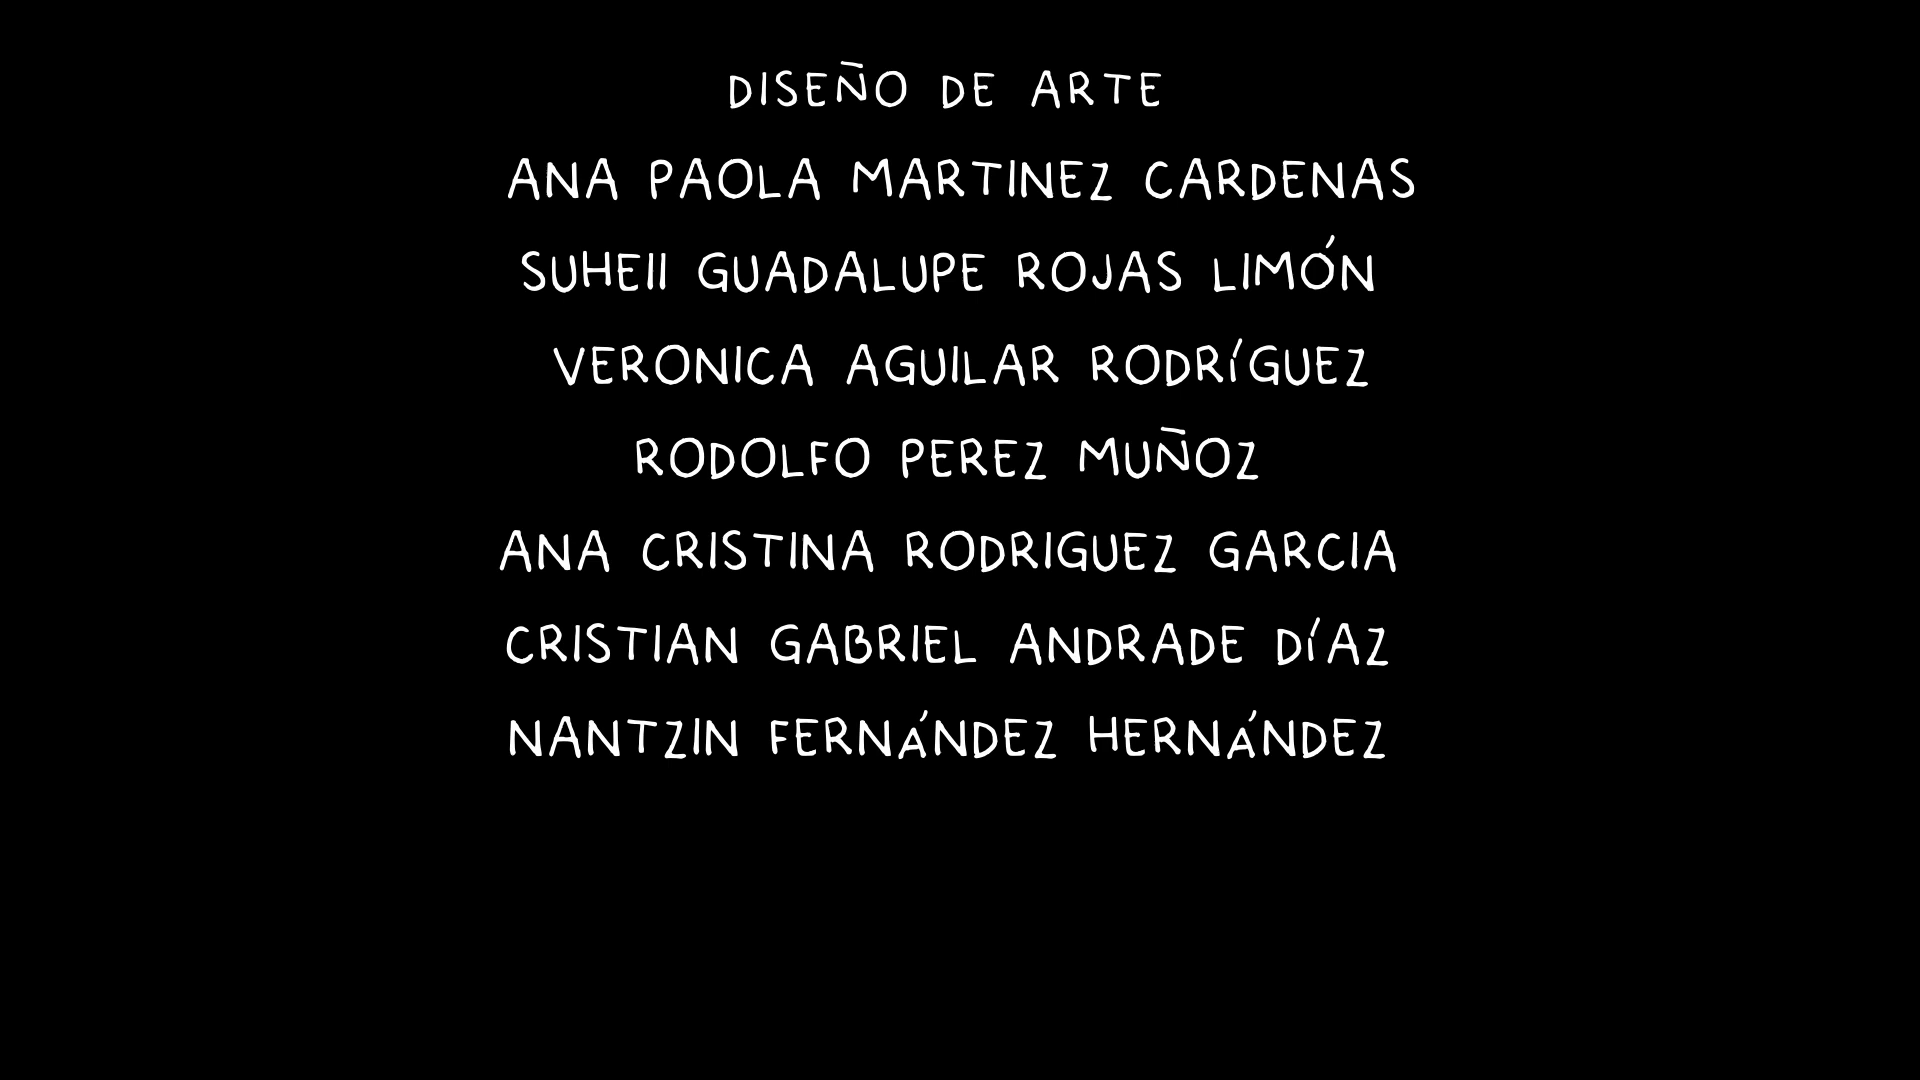 DISEÑO DE ARTE
ANA PAOLA MARTINEZ CARDENAS
SUHEII GUADALUPE ROJAS LIMÓN
VERONICA AGUILAR RODRÍGUEZ
RODOLFO PEREZ MUÑOZ
ANA CRISTINA RODRIGUEZ GARCIA
CRISTIAN GABRIEL ANDRADE DÍAZ
NANTZIN FERNÁNDEZ HERNÁNDEZ